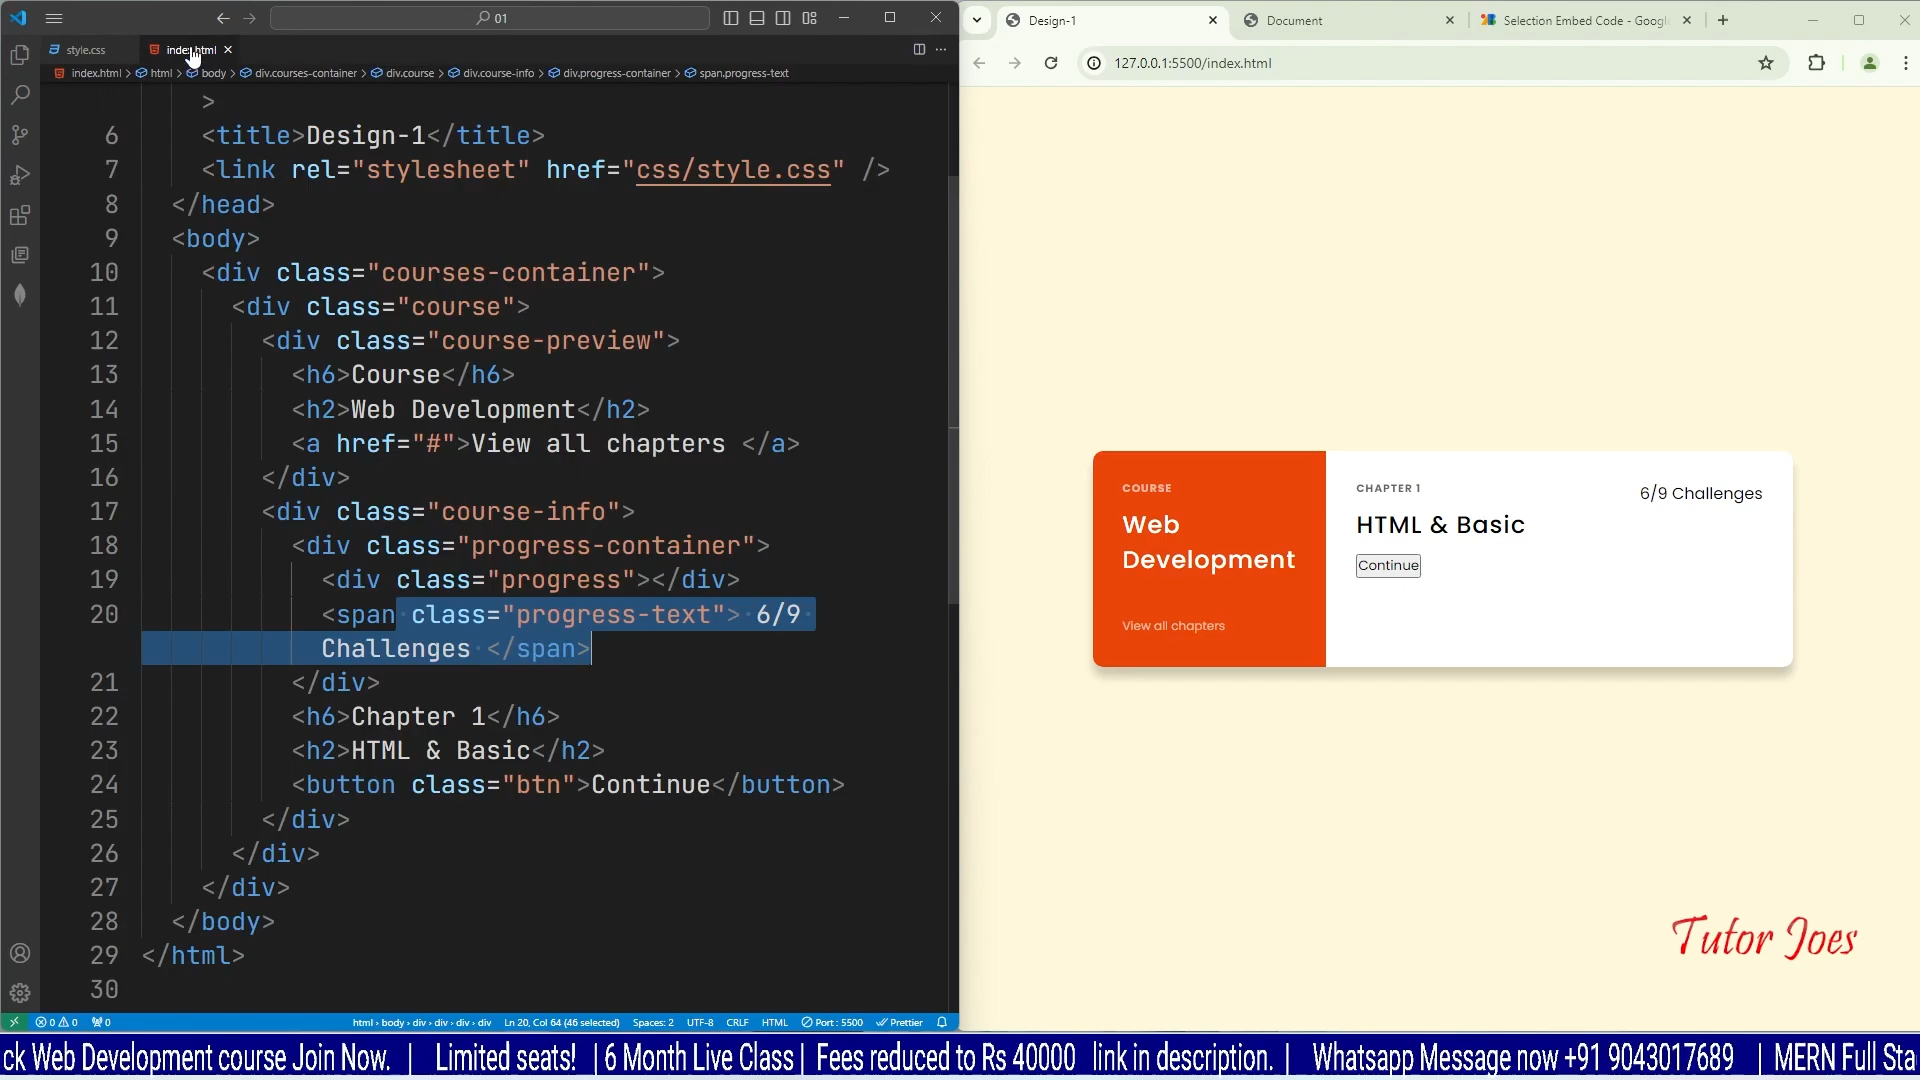 01
style.css
index.html
index.html > html > body > div.courses-container > div.course > div.course-info > div.progress-container > span.progress-text
>
6 <title>Design-1</title>
7 <link rel="stylesheet" href="css/style.css" />
8 </head>
9 <body>
10 <div class="courses-container">
11 <div class="course">
12 <div class="course-preview">
13 <h6>Course</h6>
14 <h2>Web Development</h2>
15 <a href="#">View all chapters </a>
16 </div>
17 <div class="course-info">
18 <div class="progress-container">
19 <div class="progress"></div>
20 <span class="progress-text"> 6/9
Challenges </span>
21 </div>
22 <h6>Chapter 1</h6>
23 <h2>HTML & Basic</h2>
24 <button class="btn">Continue</button>
25 </div>
26 </div>
27 </div>
28 </body>
29 </html>
30
0 0 0 html > body > div > div > div > div Ln 20, Col 64 (46 selected) Spaces: 2 UTF-8 CRLF HTML Port : 5500 Prettier
Design-1
Document
Selection Embed Code - Googl
127.0.0.1:5500/index.html
COURSE
Web
Development
View all chapters
CHAPTER 1
HTML & Basic
Continue
6/9 Challenges
Tutor Joes
ck Web Development course Join Now. | Limited seats! | 6 Month Live Class | Fees reduced to Rs 40000 link in description. | Whatsapp Message now +91 9043017689 | MERN Full Sta